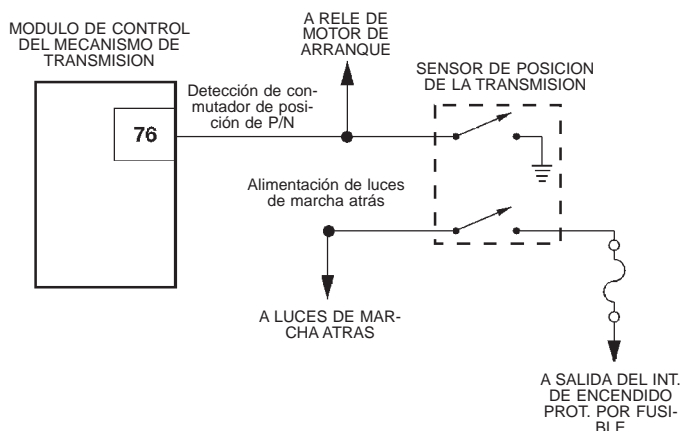 MODULO DE CONTROL
DEL MECANISMO DE
TRANSMISION
A RELE DE
MOTOR DE
ARRANQUE
SENSOR DE POSICION
DE LA TRANSMISION
Detección de con-
mutador de posi-
ción de P/N
76
Alimentación de luces
de marcha atrás
A LUCES DE MAR-
CHA ATRAS
A SALIDA DEL INT.
DE ENCENDIDO
PROT. POR FUSI-
BLE